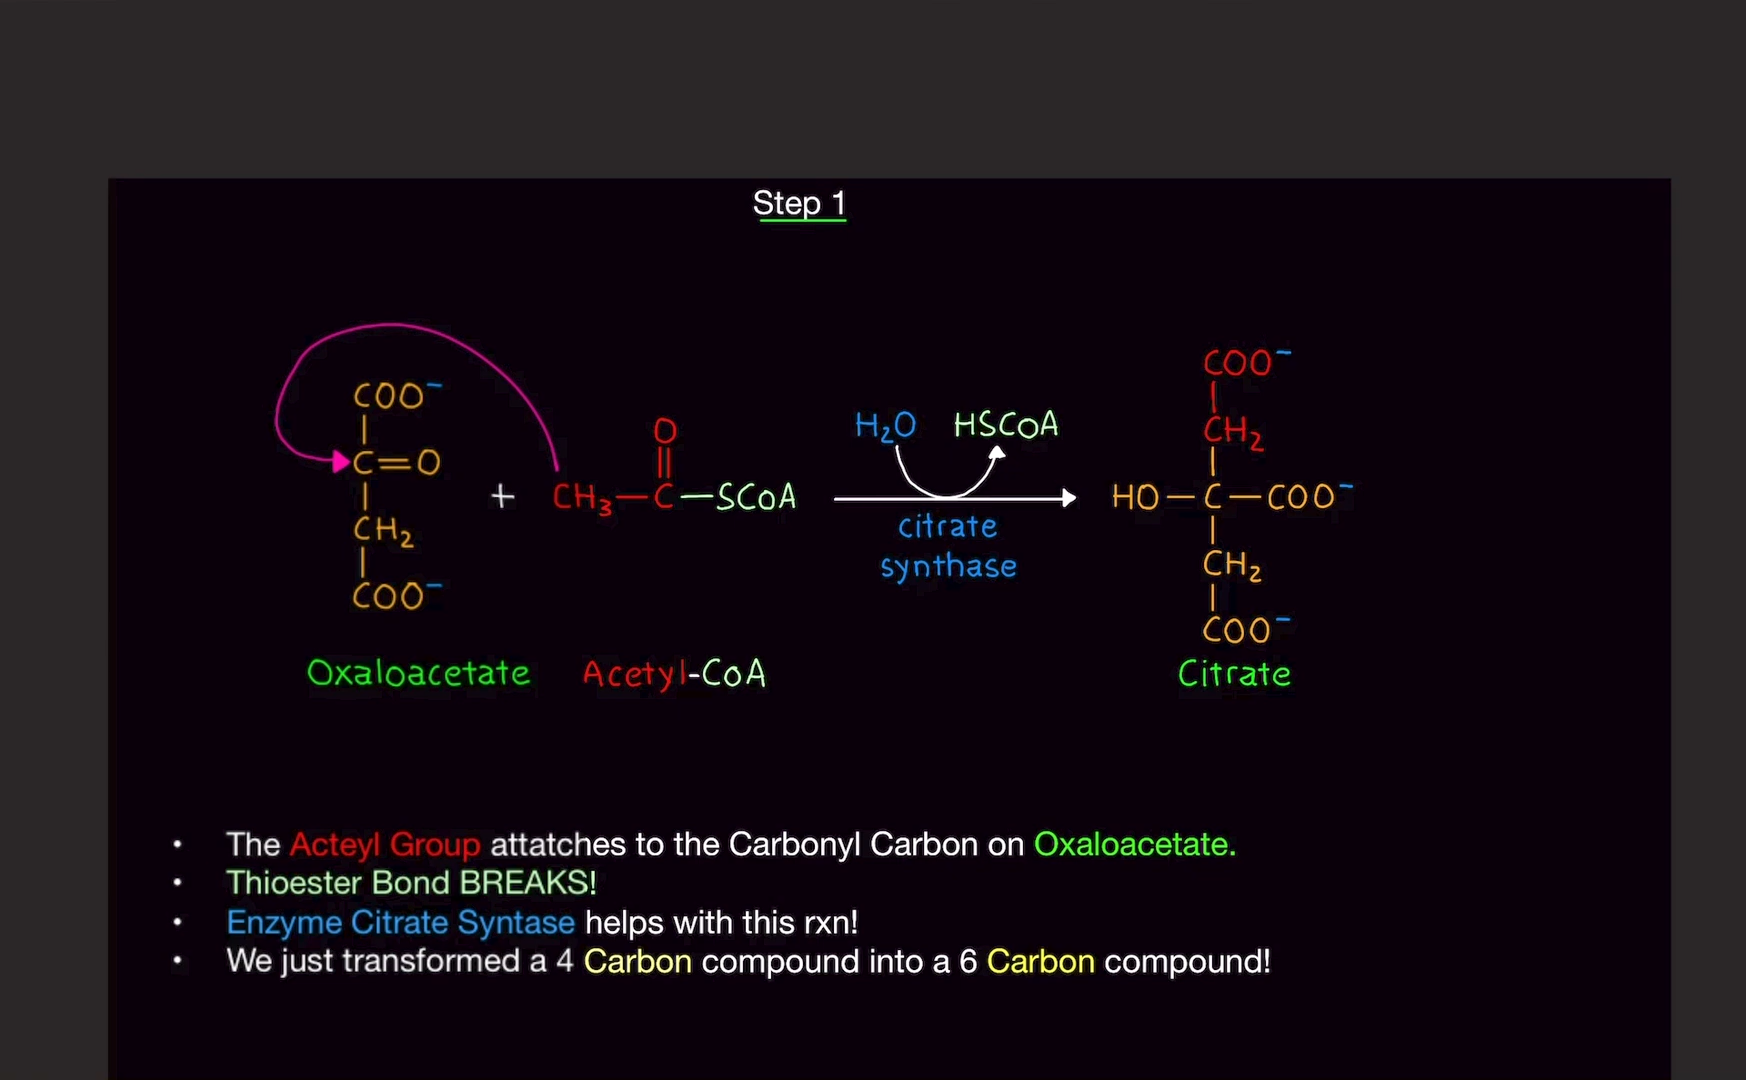 Step 1
COO⁻
C=O
CH₂
COO⁻
+
O
CH₃—C—SCoA
H₂O HSCoA
citrate
synthase
COO⁻
CH₂
HO—C—COO⁻
CH₂
COO⁻
Oxaloacetate Acetyl-CoA Citrate
• The Acteyl Group attatches to the Carbonyl Carbon on Oxaloacetate.
• Thioester Bond BREAKS!
• Enzyme Citrate Syntase helps with this rxn!
• We just transformed a 4 Carbon compound into a 6 Carbon compound!